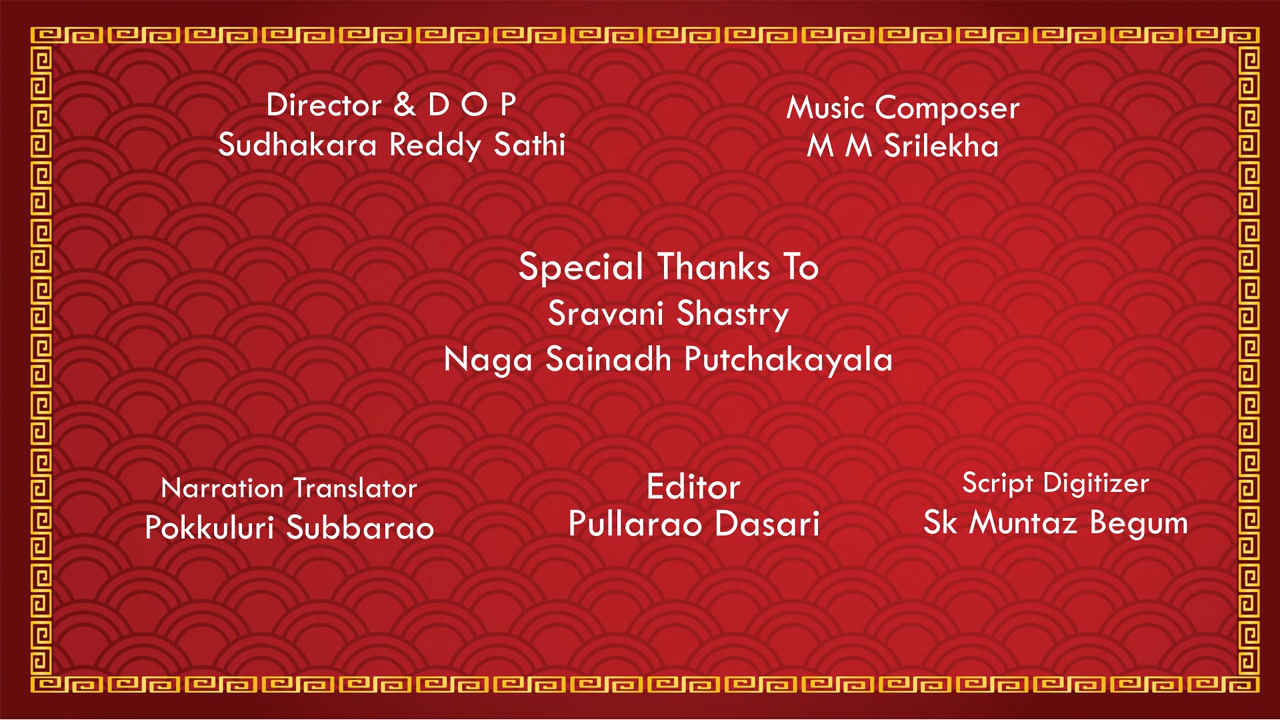 Director & D O P
Sudhakara Reddy Sathi
Music Composer
M M Srilekha
Special Thanks To
Sravani Shastry
Naga Sainadh Putchakayala
Narration Translator
Pokkuluri Subbarao
Editor
Pullarao Dasari
Script Digitizer
Sk Muntaz Begum